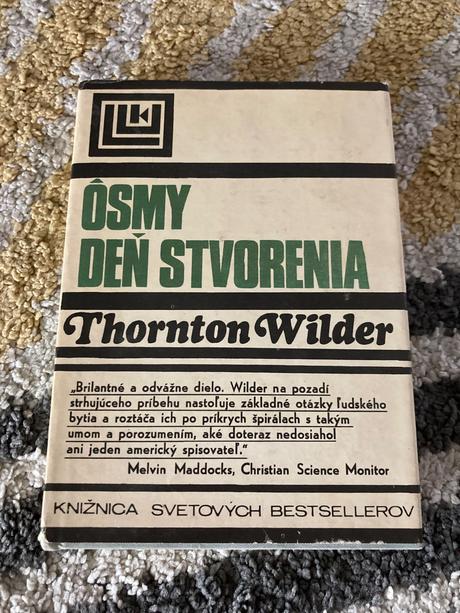 ÔSMY
DEŇ STVORENIA
Thornton Wilder
„Brilantné a odvážne dielo. Wilder na pozadí
strhujúceho príbehu nastoľuje základné otázky ľudského
bytia a roztáča ich po príkrych špirálach s takým
umom a porozumením, aké doteraz nedosiahol
ani jeden americký spisovateľ.“
Melvin Maddocks, Christian Science Monitor
KNIŽNICA SVETOVÝCH BESTSELLEROV